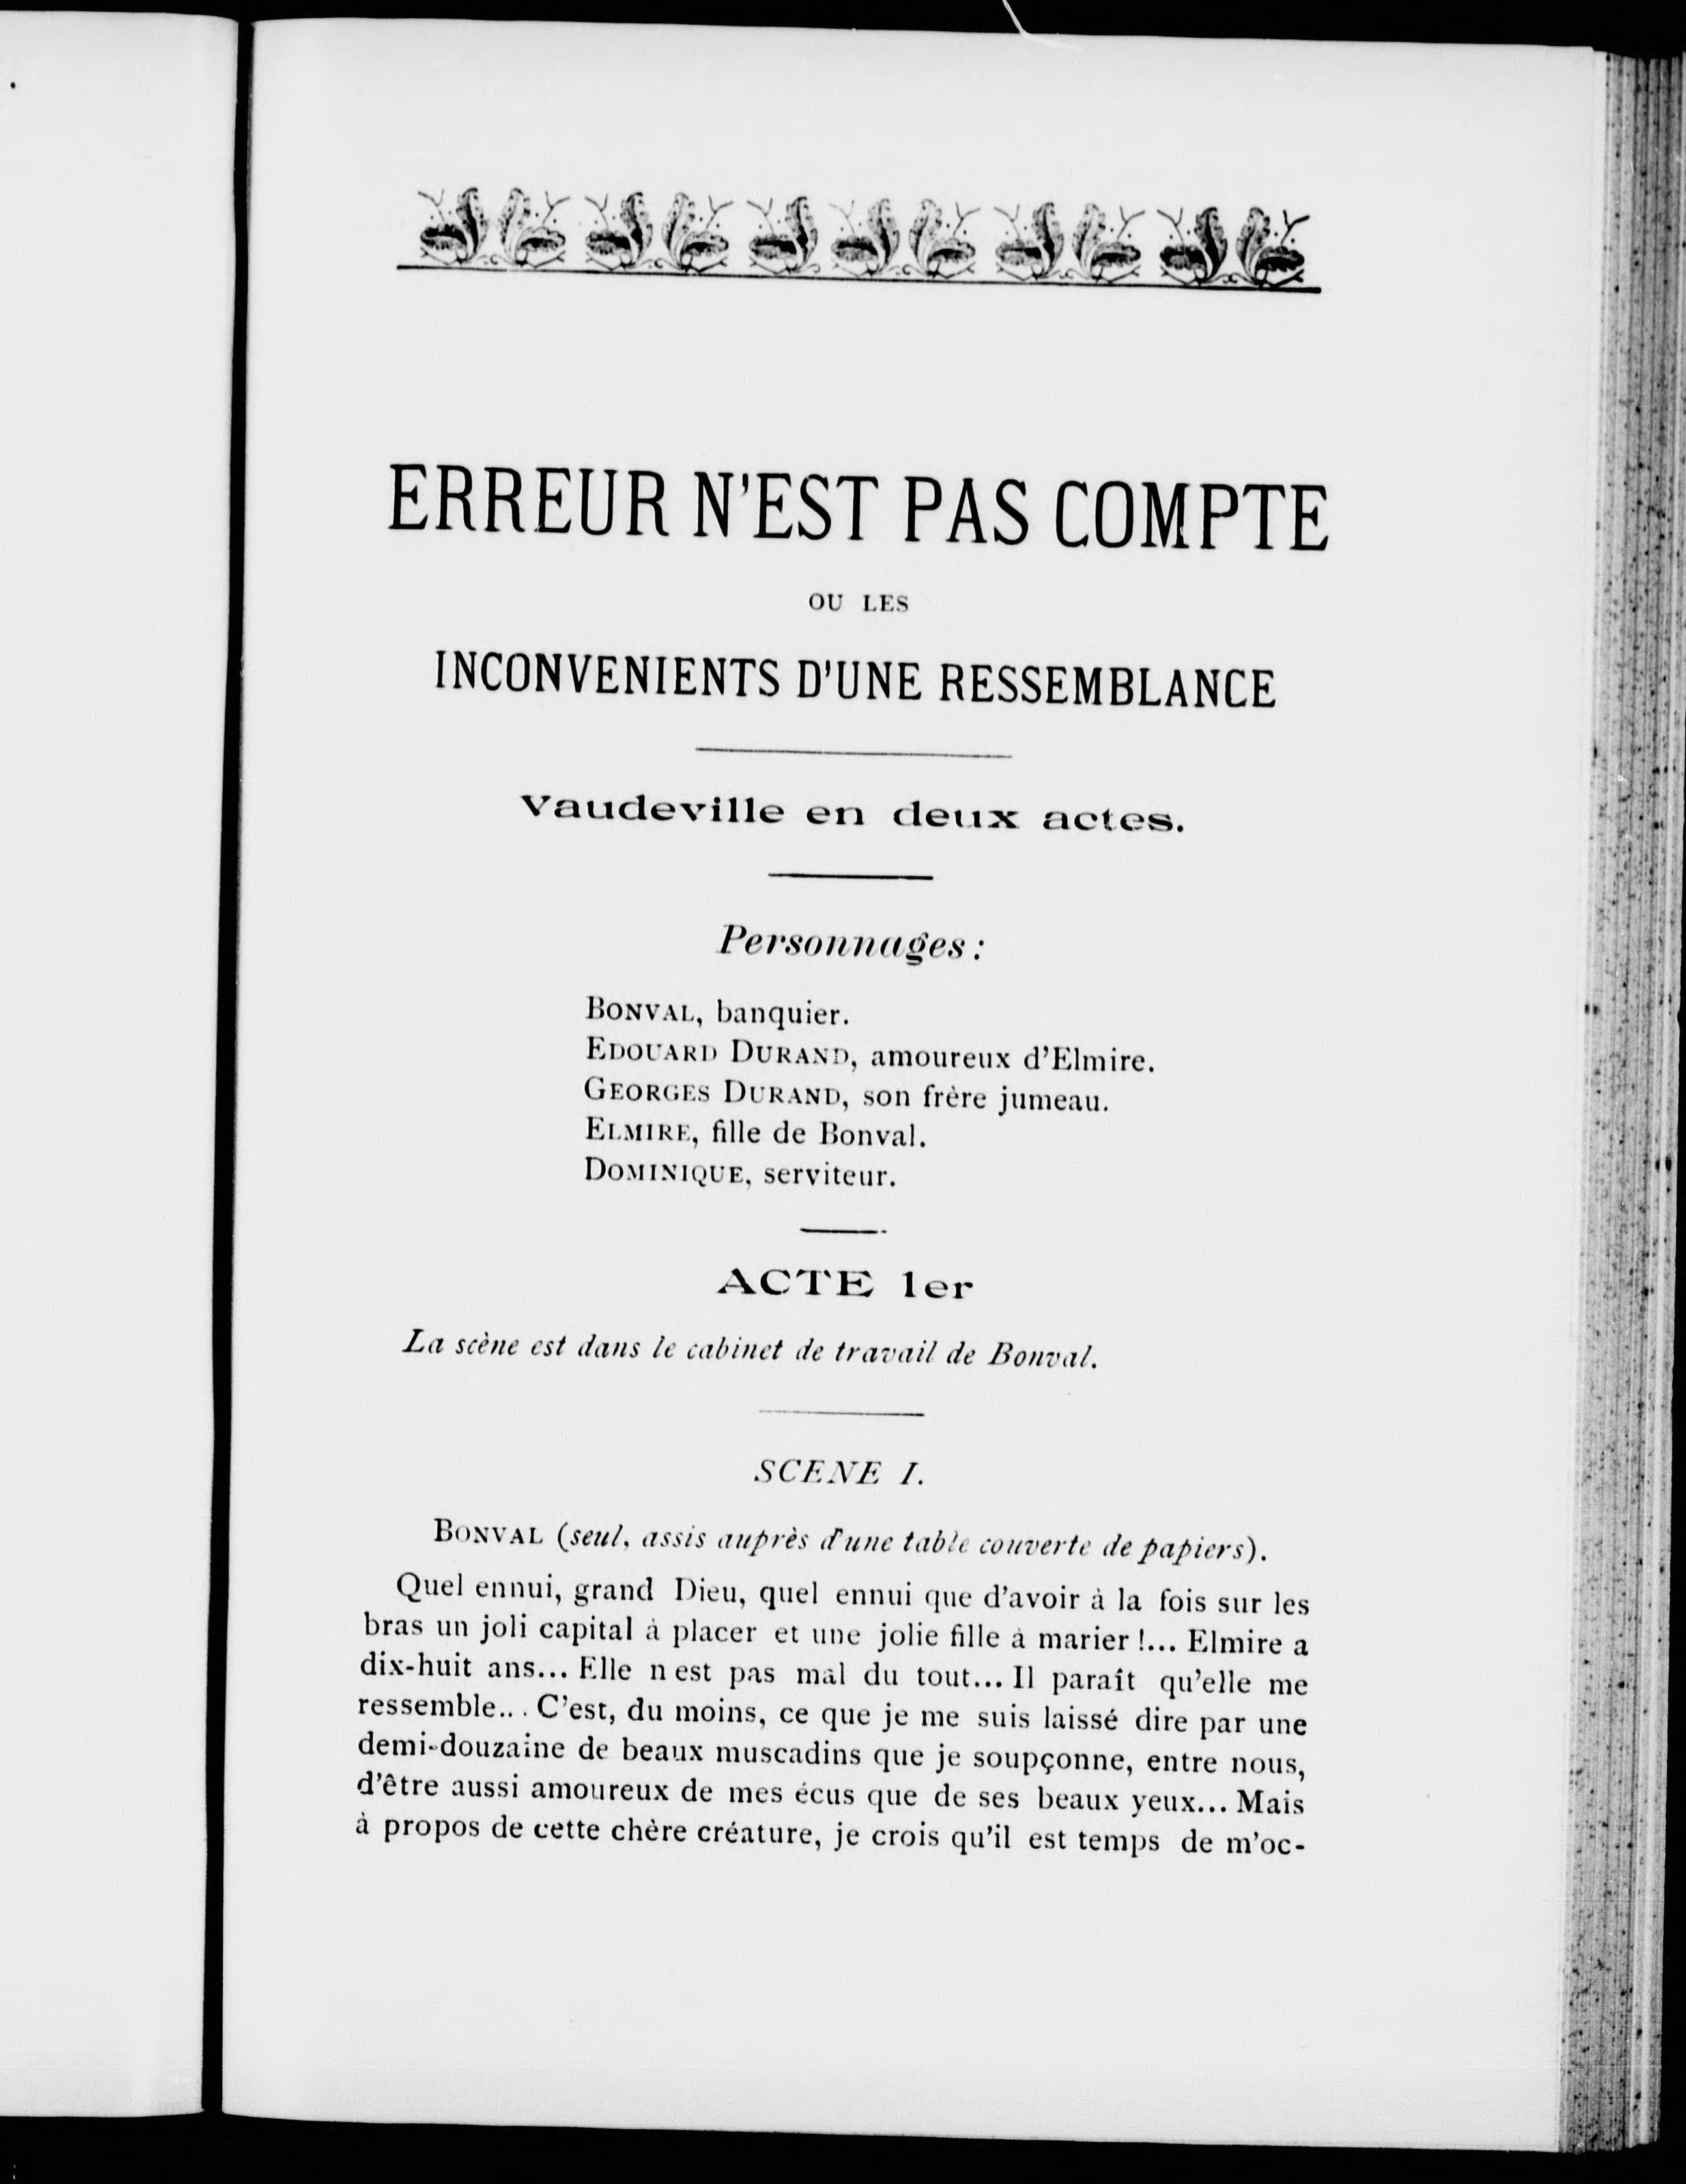 ERREUR N'EST PAS COMPTE
OU LES
INCONVENIENTS D'UNE RESSEMBLANCE
Vaudeville en deux actes.
Personnages :
BONVAL, banquier.
EDOUARD DURAND, amoureux d'Elmire.
GEORGES DURAND, son frère jumeau.
ELMIRE, fille de Bonval.
DOMINIQUE, serviteur.
ACTE 1er
La scène est dans le cabinet de travail de Bonval.
SCENE I.
BONVAL (seul, assis auprès d'une table couverte de papiers).
Quel ennui, grand Dieu, quel ennui que d'avoir à la fois sur les
bras un joli capital à placer et une jolie fille à marier !... Elmire a
dix-huit ans... Elle n est pas mal du tout... Il paraît qu'elle me
ressemble... C'est, du moins, ce que je me suis laissé dire par une
demi-douzaine de beaux muscadins que je soupçonne, entre nous,
d'être aussi amoureux de mes écus que de ses beaux yeux... Mais
à propos de cette chère créature, je crois qu'il est temps de m'oc-